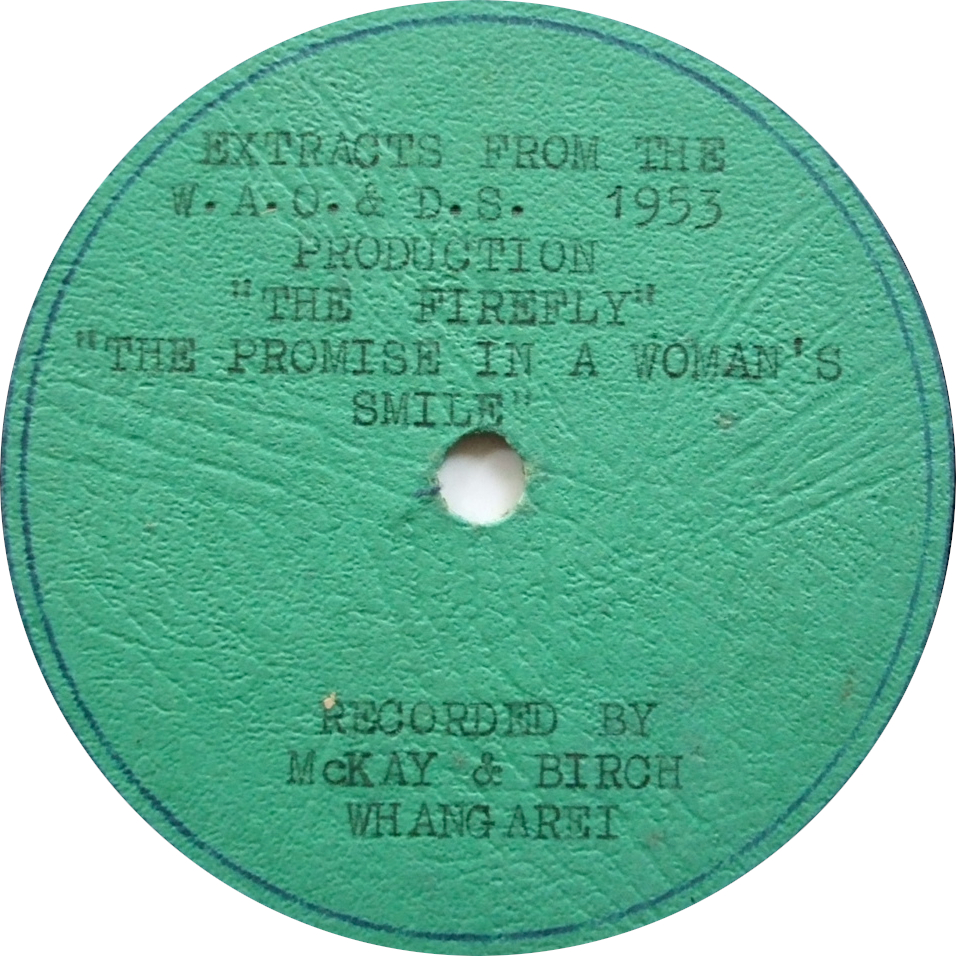 EXTRACTS FROM THE
W.A.O.& D.S. 1953
PRODUCTION
"THE FIREFLY"
"THE PROMISE IN A WOMAN'S
SMILE"
RECORDED BY
McKAY & BIRCH
WHANGAREI